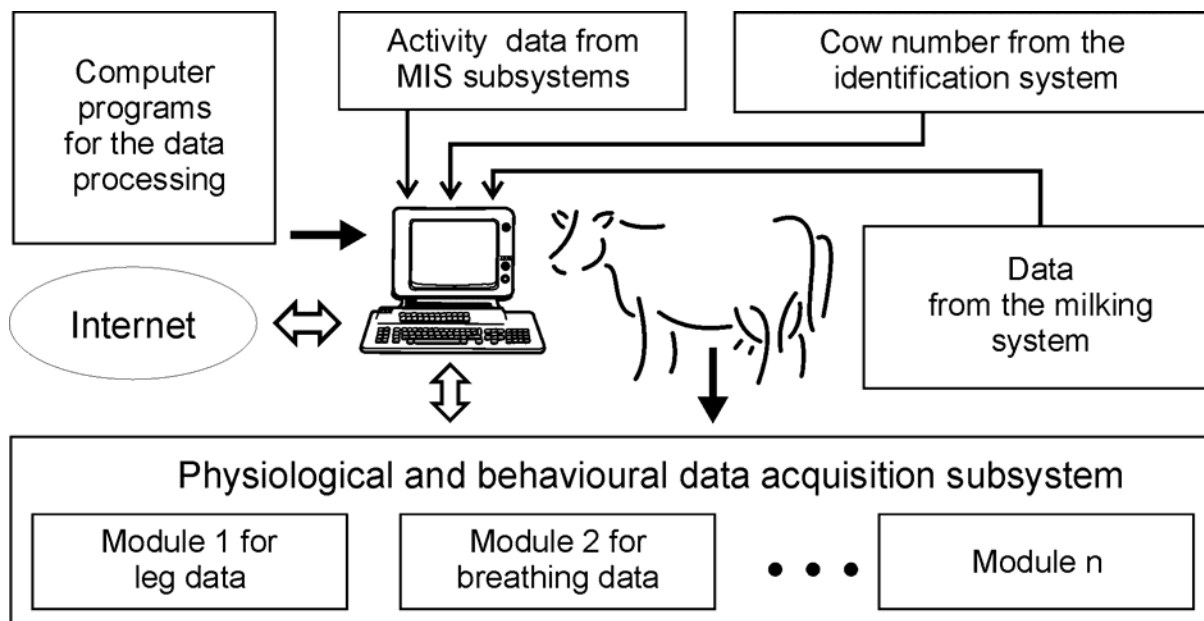 Computer
programs
for the data
processing
Activity data from
MIS subsystems
Cow number from the
identification system
Internet
Data
from the milking
system
Physiological and behavioural data acquisition subsystem
Module 1 for
leg data
Module 2 for
breathing data
• • •
Module n